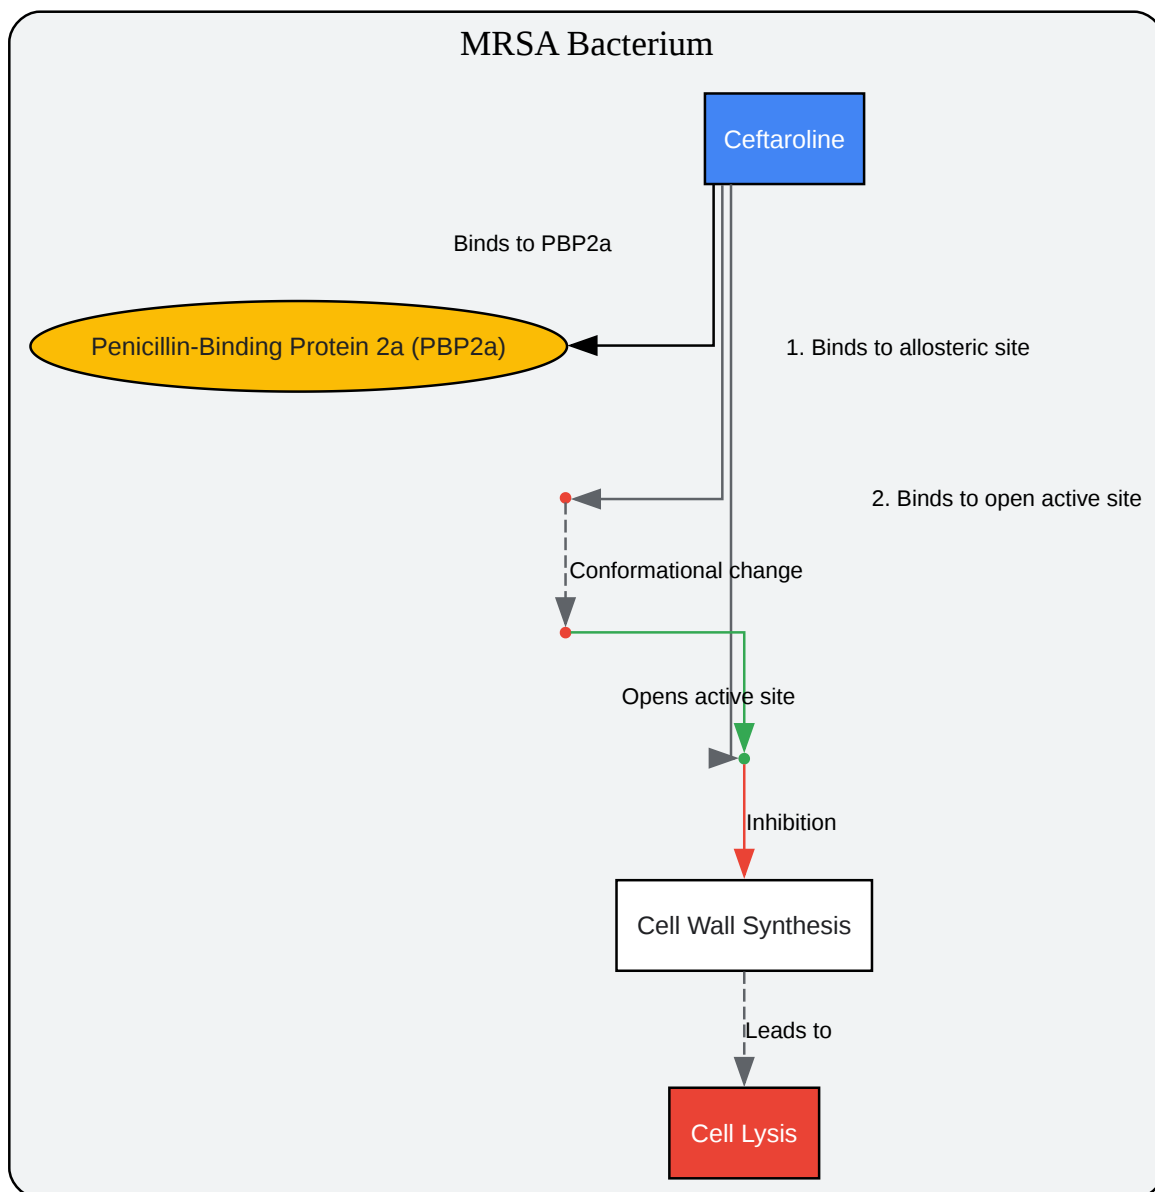 MRSA Bacterium
Ceftaroline
Binds to PBP2a
Penicillin-Binding Protein 2a (PBP2a)
1. Binds to allosteric site
2. Binds to open active site
Conformational change
Opens active site
Inhibition
Cell Wall Synthesis
Leads to
Cell Lysis